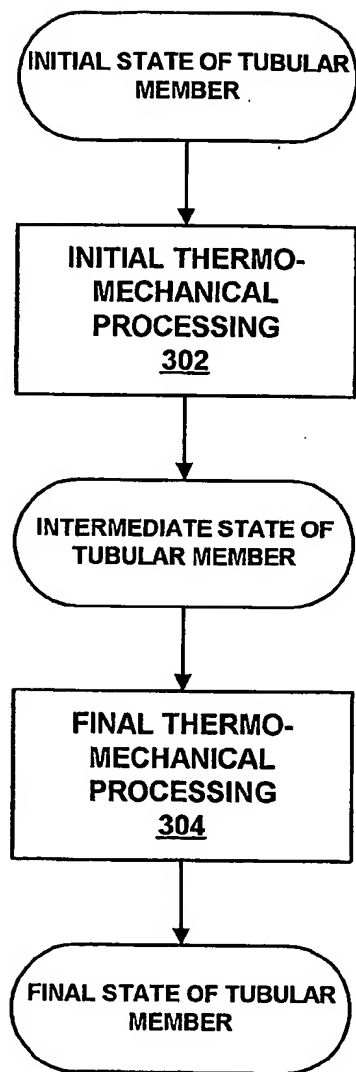 INITIAL STATE OF TUBULAR
MEMBER
INITIAL THERMO-
MECHANICAL
PROCESSING
302
INTERMEDIATE STATE OF
TUBULAR MEMBER
FINAL THERMO-
MECHANICAL
PROCESSING
304
FINAL STATE OF TUBULAR
MEMBER